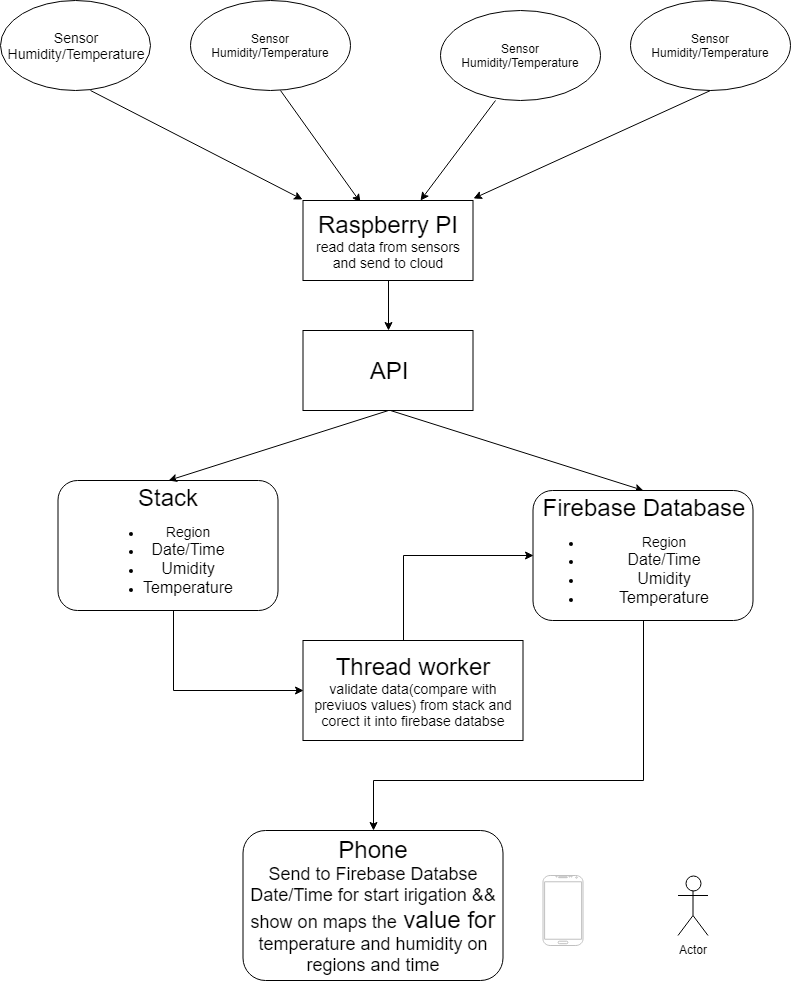 Sensor
Humidity/Temperature
Sensor
Humidity/Temperature
Sensor
Humidity/Temperature
Sensor
Humidity/Temperature
Raspberry PI
read data from sensors
and send to cloud
API
Stack
• Region
• Date/Time
• Umidity
• Temperature
Firebase Database
• Region
• Date/Time
• Umidity
• Temperature
Thread worker
validate data(compare with
previuos values) from stack and
corect it into firebase databse
Phone
Send to Firebase Databse
Date/Time for start irigation &&
show on maps the value for
temperature and humidity on
regions and time
Actor